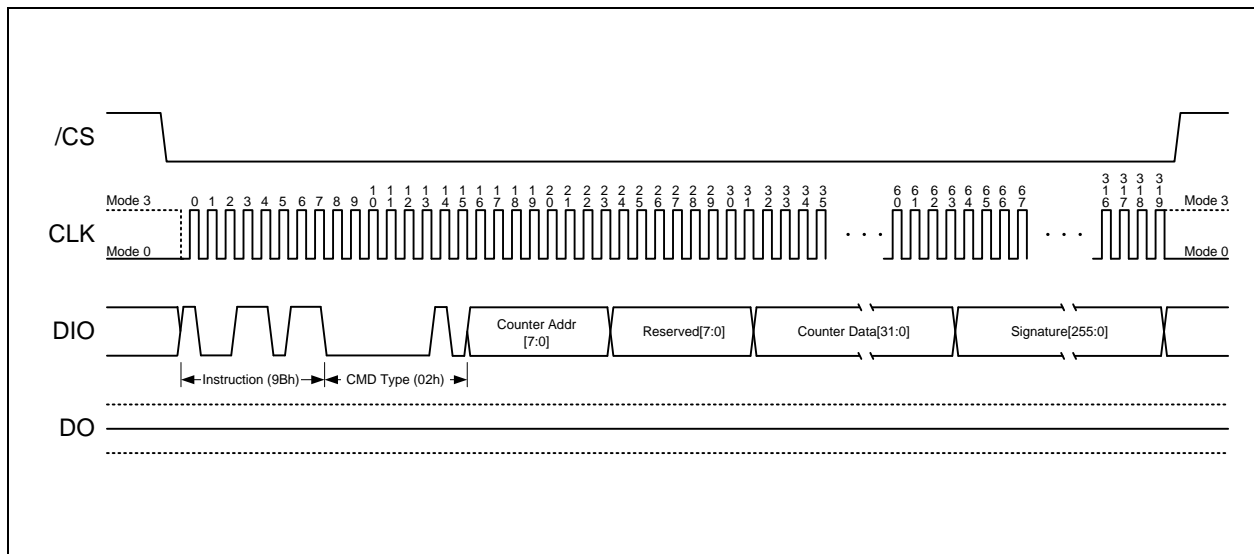 /CS
Mode 3 0 1 2 3 4 5 6 7 8 9 10 11 12 13 14 15 16 17 18 19 20 21 22 23 24 25 26 27 28 29 30 31 32 33 34 35 60 61 62 63 64 65 66 67 316 317 318 319 Mode 3
CLK
Mode 0 . . . . . . Mode 0
DIO
Counter Addr
[7:0]
Reserved[7:0]
Counter Data[31:0]
Signature[255:0]
Instruction (9Bh)
CMD Type (02h)
DO